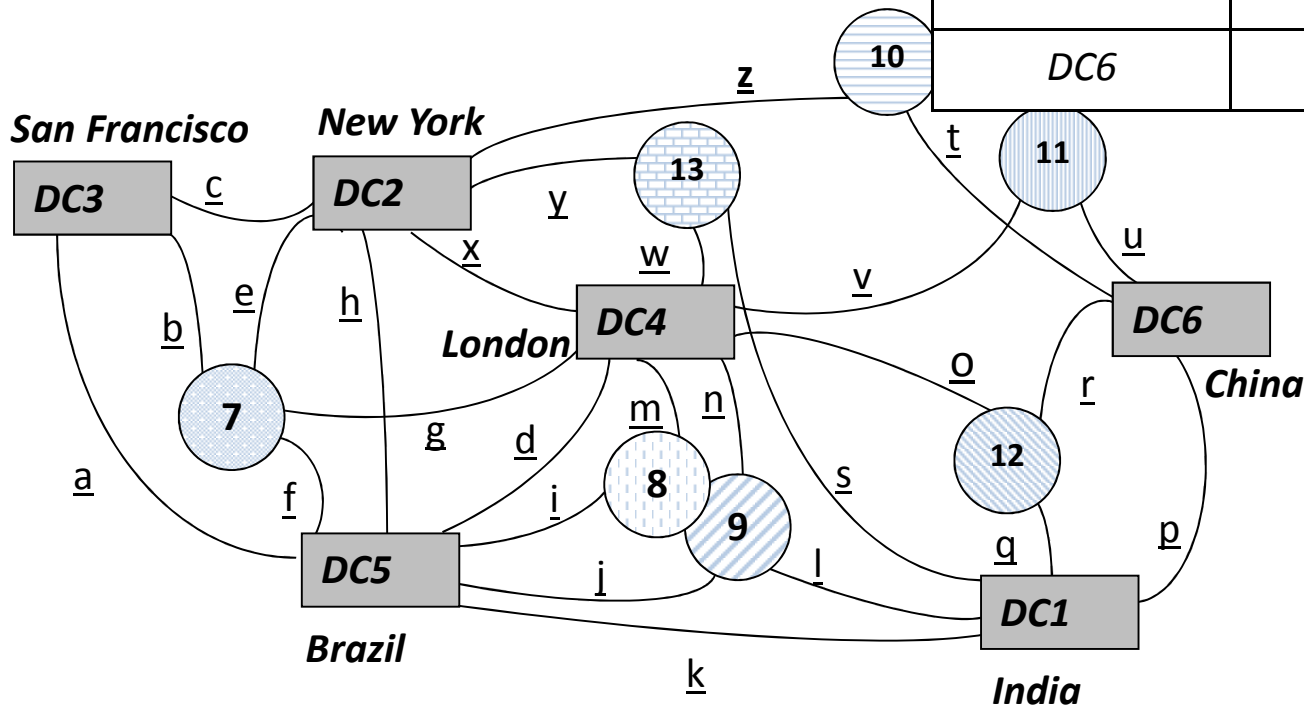 10
DC6
z
San Francisco
New York
t
11
13
c
DC3
DC2
y
u
x
w
e
h
v
b
DC4
DC6
London
o
r
China
m
n
7
g
d
12
a
8
s
f
i
9
p
q
j
l
DC5
DC1
Brazil
k
India